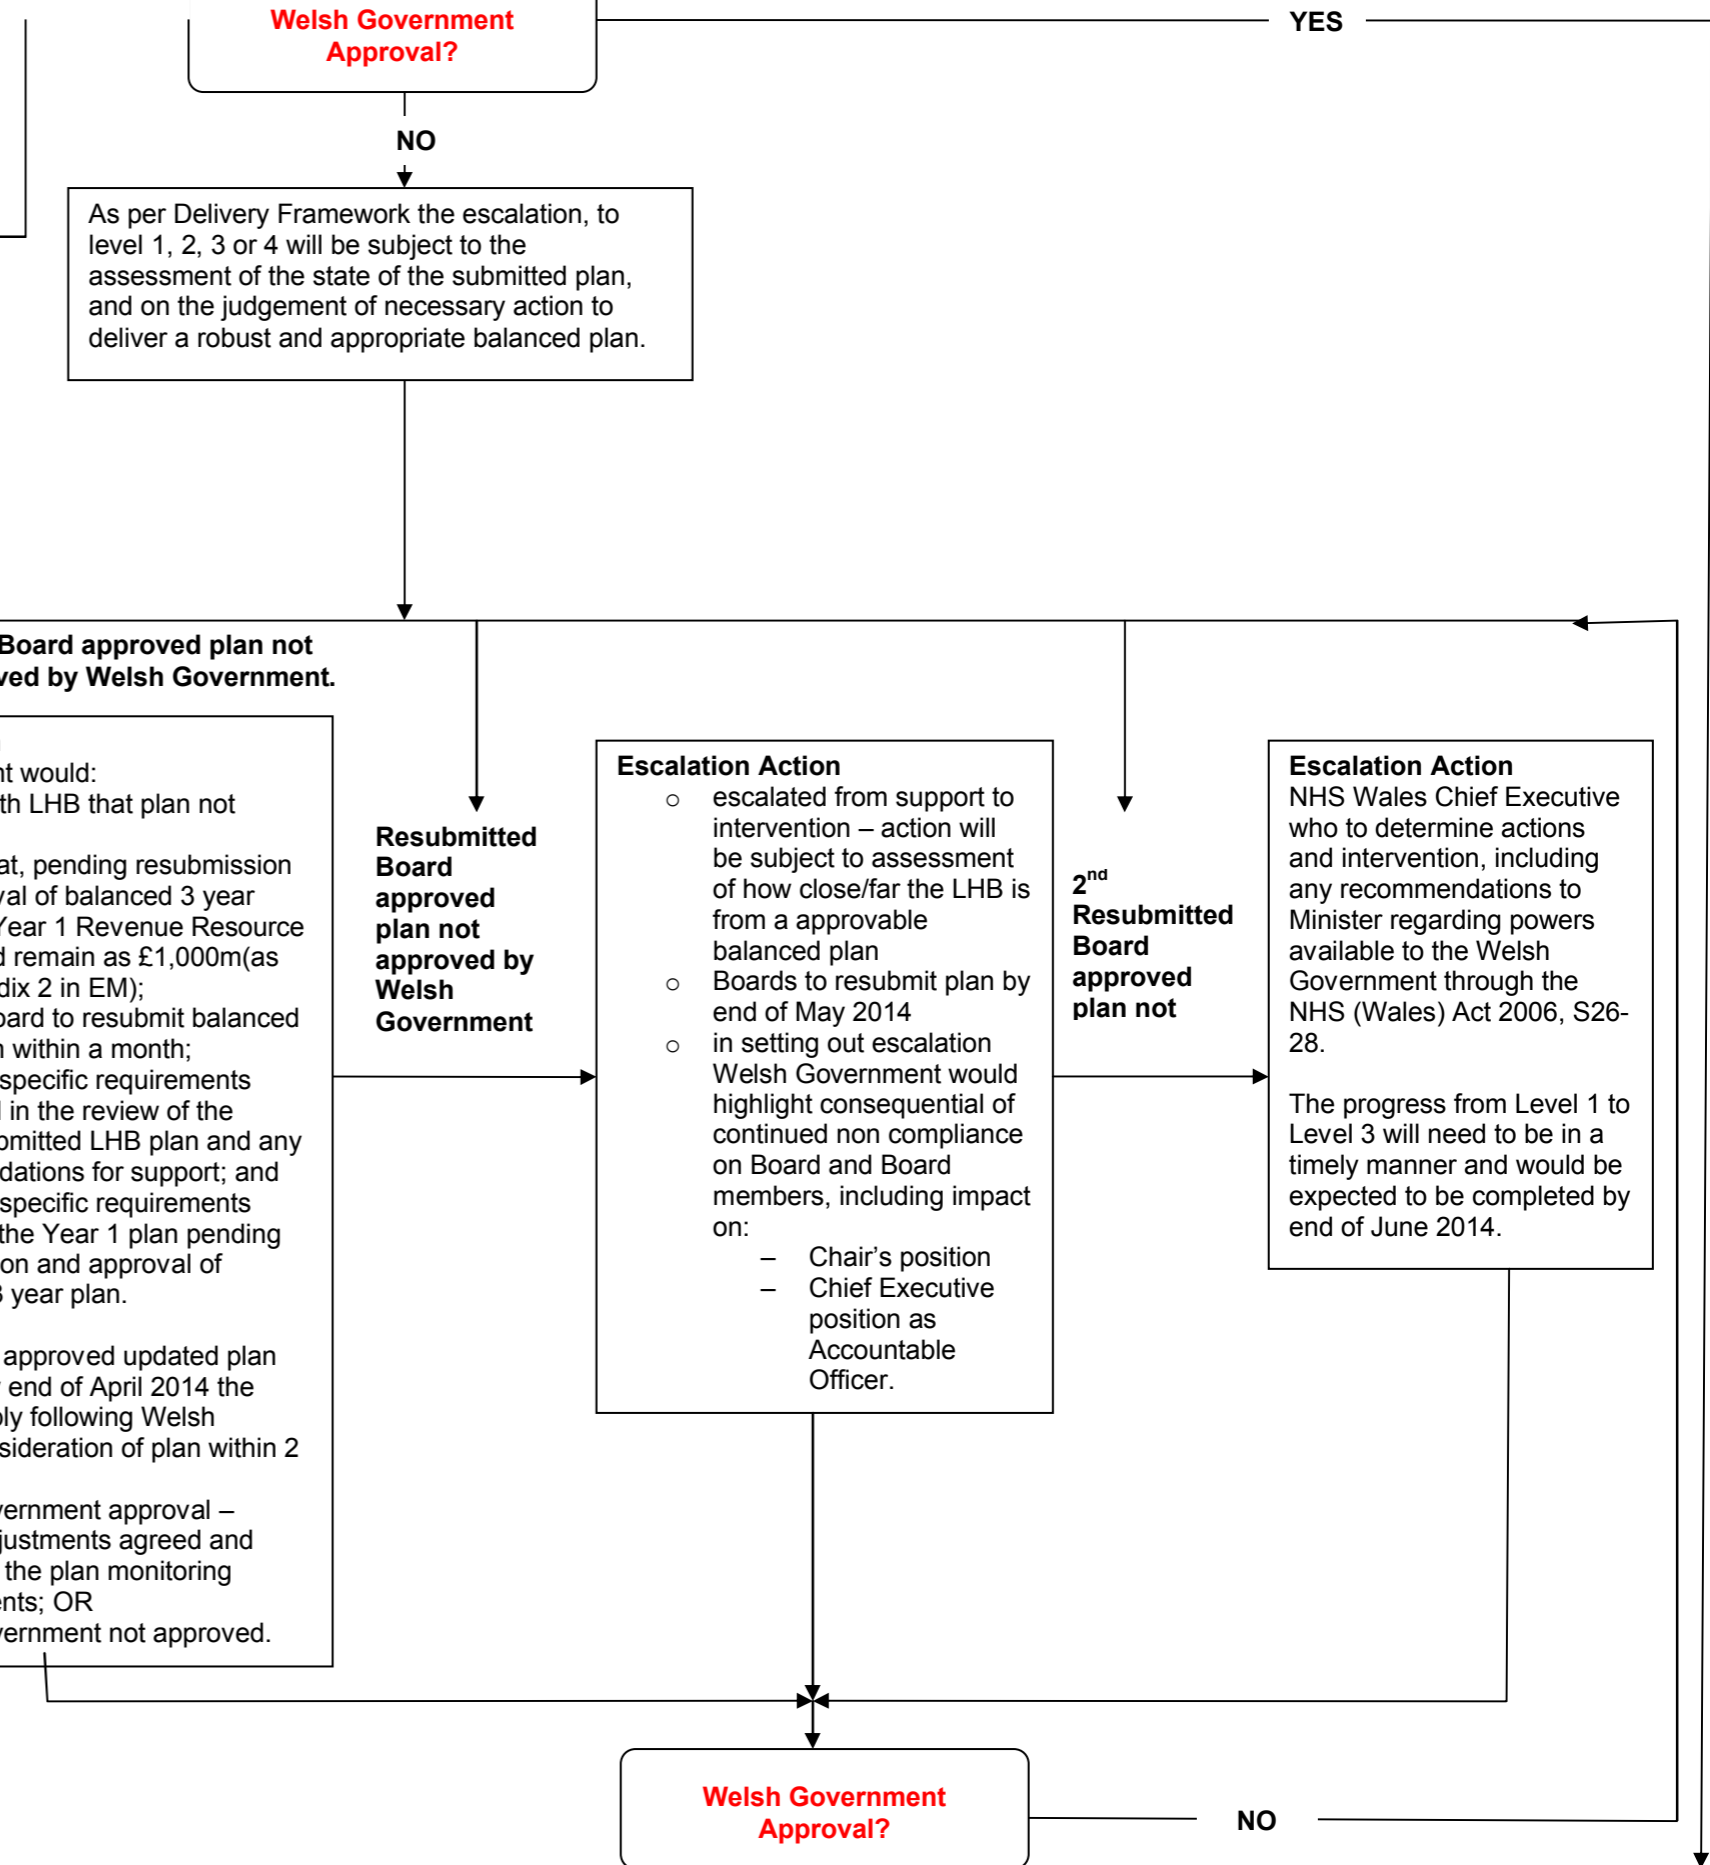 Welsh Government
Approval?
YES
NO
As per Delivery Framework the escalation, to
level 1, 2, 3 or 4 will be subject to the
assessment of the state of the submitted plan,
and on the judgement of necessary action to
deliver a robust and appropriate balanced plan.
Board approved plan not
ved by Welsh Government.
nt would:
th LHB that plan not
at, pending resubmission
val of balanced 3 year
Year 1 Revenue Resource
d remain as £1,000m(as
dix 2 in EM);
oard to resubmit balanced
n within a month;
specific requirements
d in the review of the
bmitted LHB plan and any
dations for support; and
specific requirements
the Year 1 plan pending
on and approval of
3 year plan.
approved updated plan
y end of April 2014 the
ply following Welsh
sideration of plan within 2
vernment approval –
justments agreed and
the plan monitoring
ents; OR
vernment not approved.
Resubmitted
Board
approved
plan not
approved by
Welsh
Government
Escalation Action
o escalated from support to
intervention – action will
be subject to assessment
of how close/far the LHB is
from a approvable
balanced plan
o Boards to resubmit plan by
end of May 2014
o in setting out escalation
Welsh Government would
highlight consequential of
continued non compliance
on Board and Board
members, including impact
on:
– Chair’s position
– Chief Executive
position as
Accountable
Officer.
2nd
Resubmitted
Board
approved
plan not
Escalation Action
NHS Wales Chief Executive
who to determine actions
and intervention, including
any recommendations to
Minister regarding powers
available to the Welsh
Government through the
NHS (Wales) Act 2006, S26-
28.
The progress from Level 1 to
Level 3 will need to be in a
timely manner and would be
expected to be completed by
end of June 2014.
Welsh Government
Approval?
NO